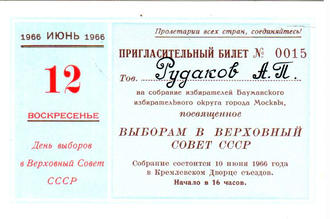 Пролетарии всех стран, соединяйтесь!
1966 ИЮНЬ 1966
12
ВОСКРЕСЕНЬЕ
День выборов
в Верховный Совет
СССР
ПРИГЛАСИТЕЛЬНЫЙ БИЛЕТ № 0015
Тов. Рудаков А.П.
на собрание избирателей Бауманского
избирательного округа города Москвы,
посвященное
ВЫБОРАМ В ВЕРХОВНЫЙ
СОВЕТ СССР
Собрание состоится 10 июня 1966 года
в Кремлевском Дворце съездов.
Начало в 16 часов.